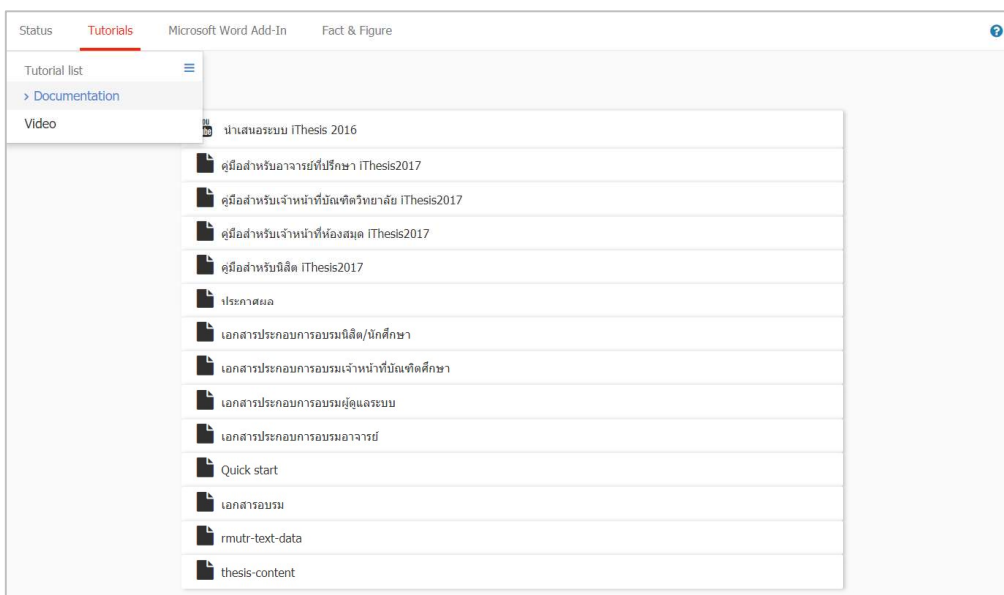 Status Tutorials Microsoft Word Add-In Fact & Figure
Tutorial list
> Documentation
Video
นำเสนอระบบ iThesis 2016
คู่มือสำหรับอาจารย์ที่ปรึกษา iThesis2017
คู่มือสำหรับเจ้าหน้าที่บัณฑิตวิทยาลัย iThesis2017
คู่มือสำหรับเจ้าหน้าที่ห้องสมุด iThesis2017
คู่มือสำหรับนิสิต iThesis2017
ประกาศผล
เอกสารประกอบการอบรมนิสิต/นักศึกษา
เอกสารประกอบการอบรมเจ้าหน้าที่บัณฑิตศึกษา
เอกสารประกอบการอบรมผู้ดูแลระบบ
เอกสารประกอบการอบรมอาจารย์
Quick start
เอกสารอบรม
rmutr-text-data
thesis-content